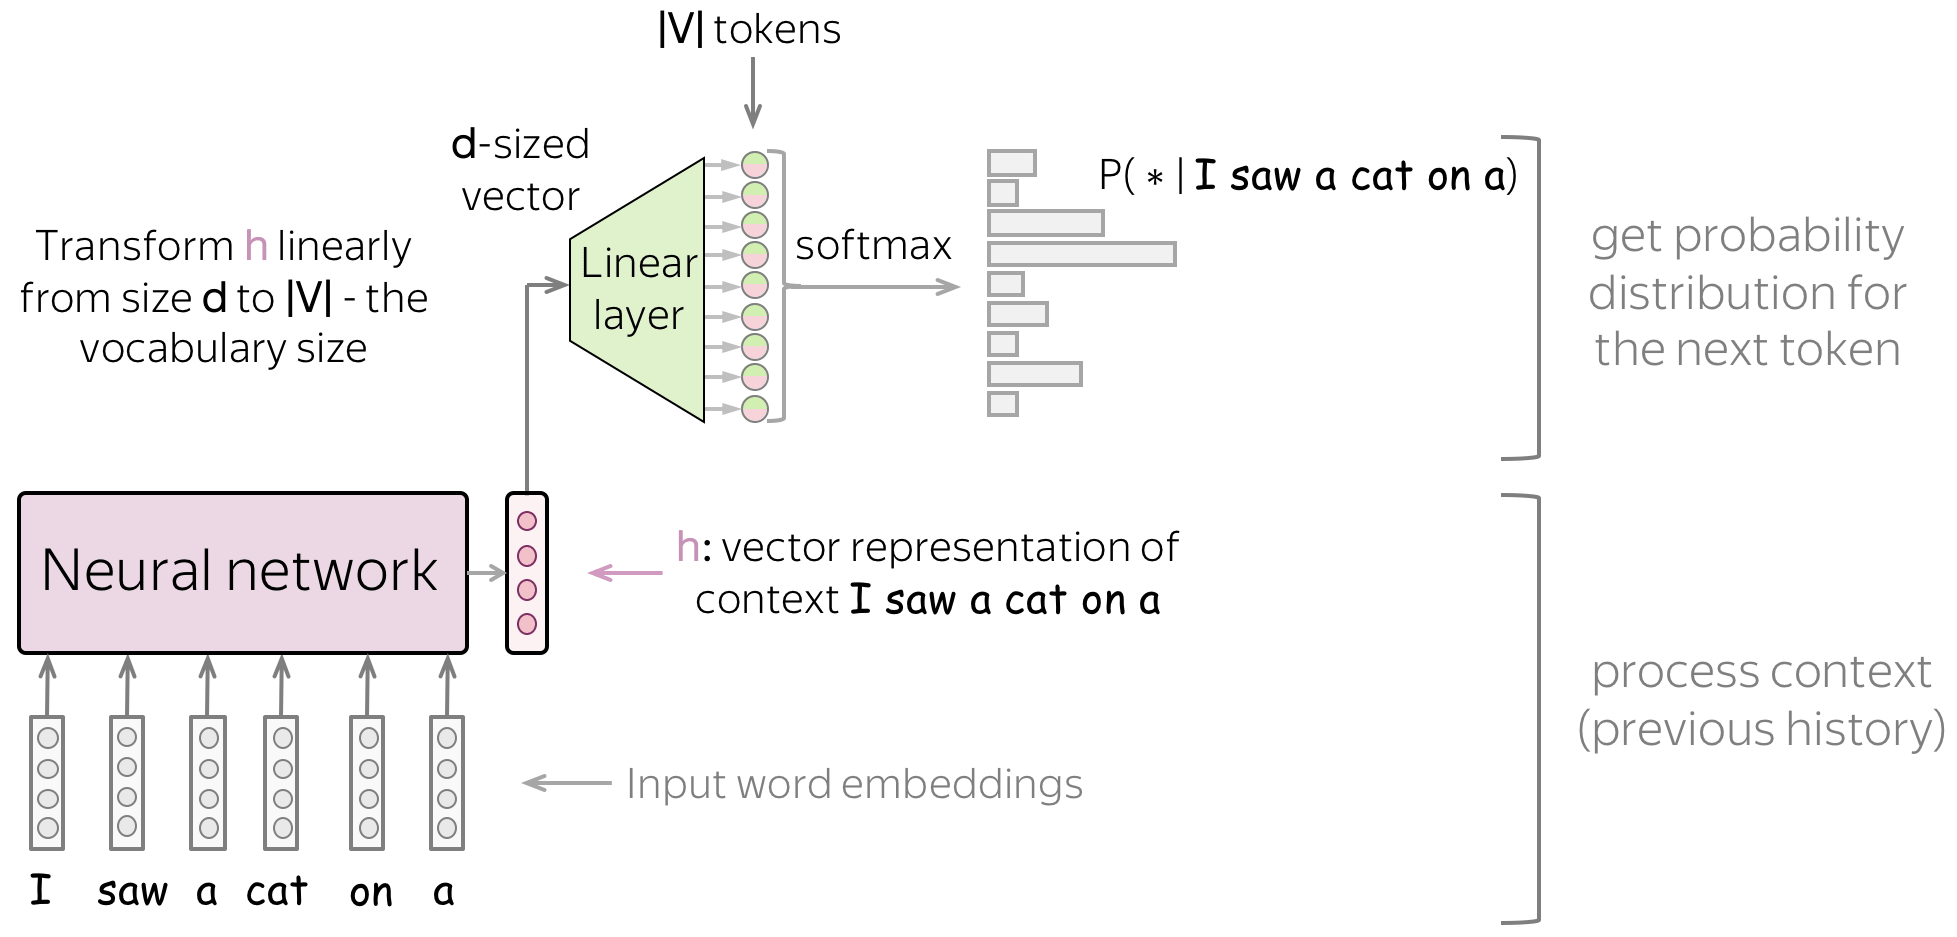 |V| tokens
d-sized
vector
Transform h linearly
from size d to |V| - the
vocabulary size
Linear
layer
softmax
P( * | I saw a cat on a)
get probability
distribution for
the next token
Neural network
h: vector representation of
context I saw a cat on a
process context
(previous history)
Input word embeddings
I saw a cat on a